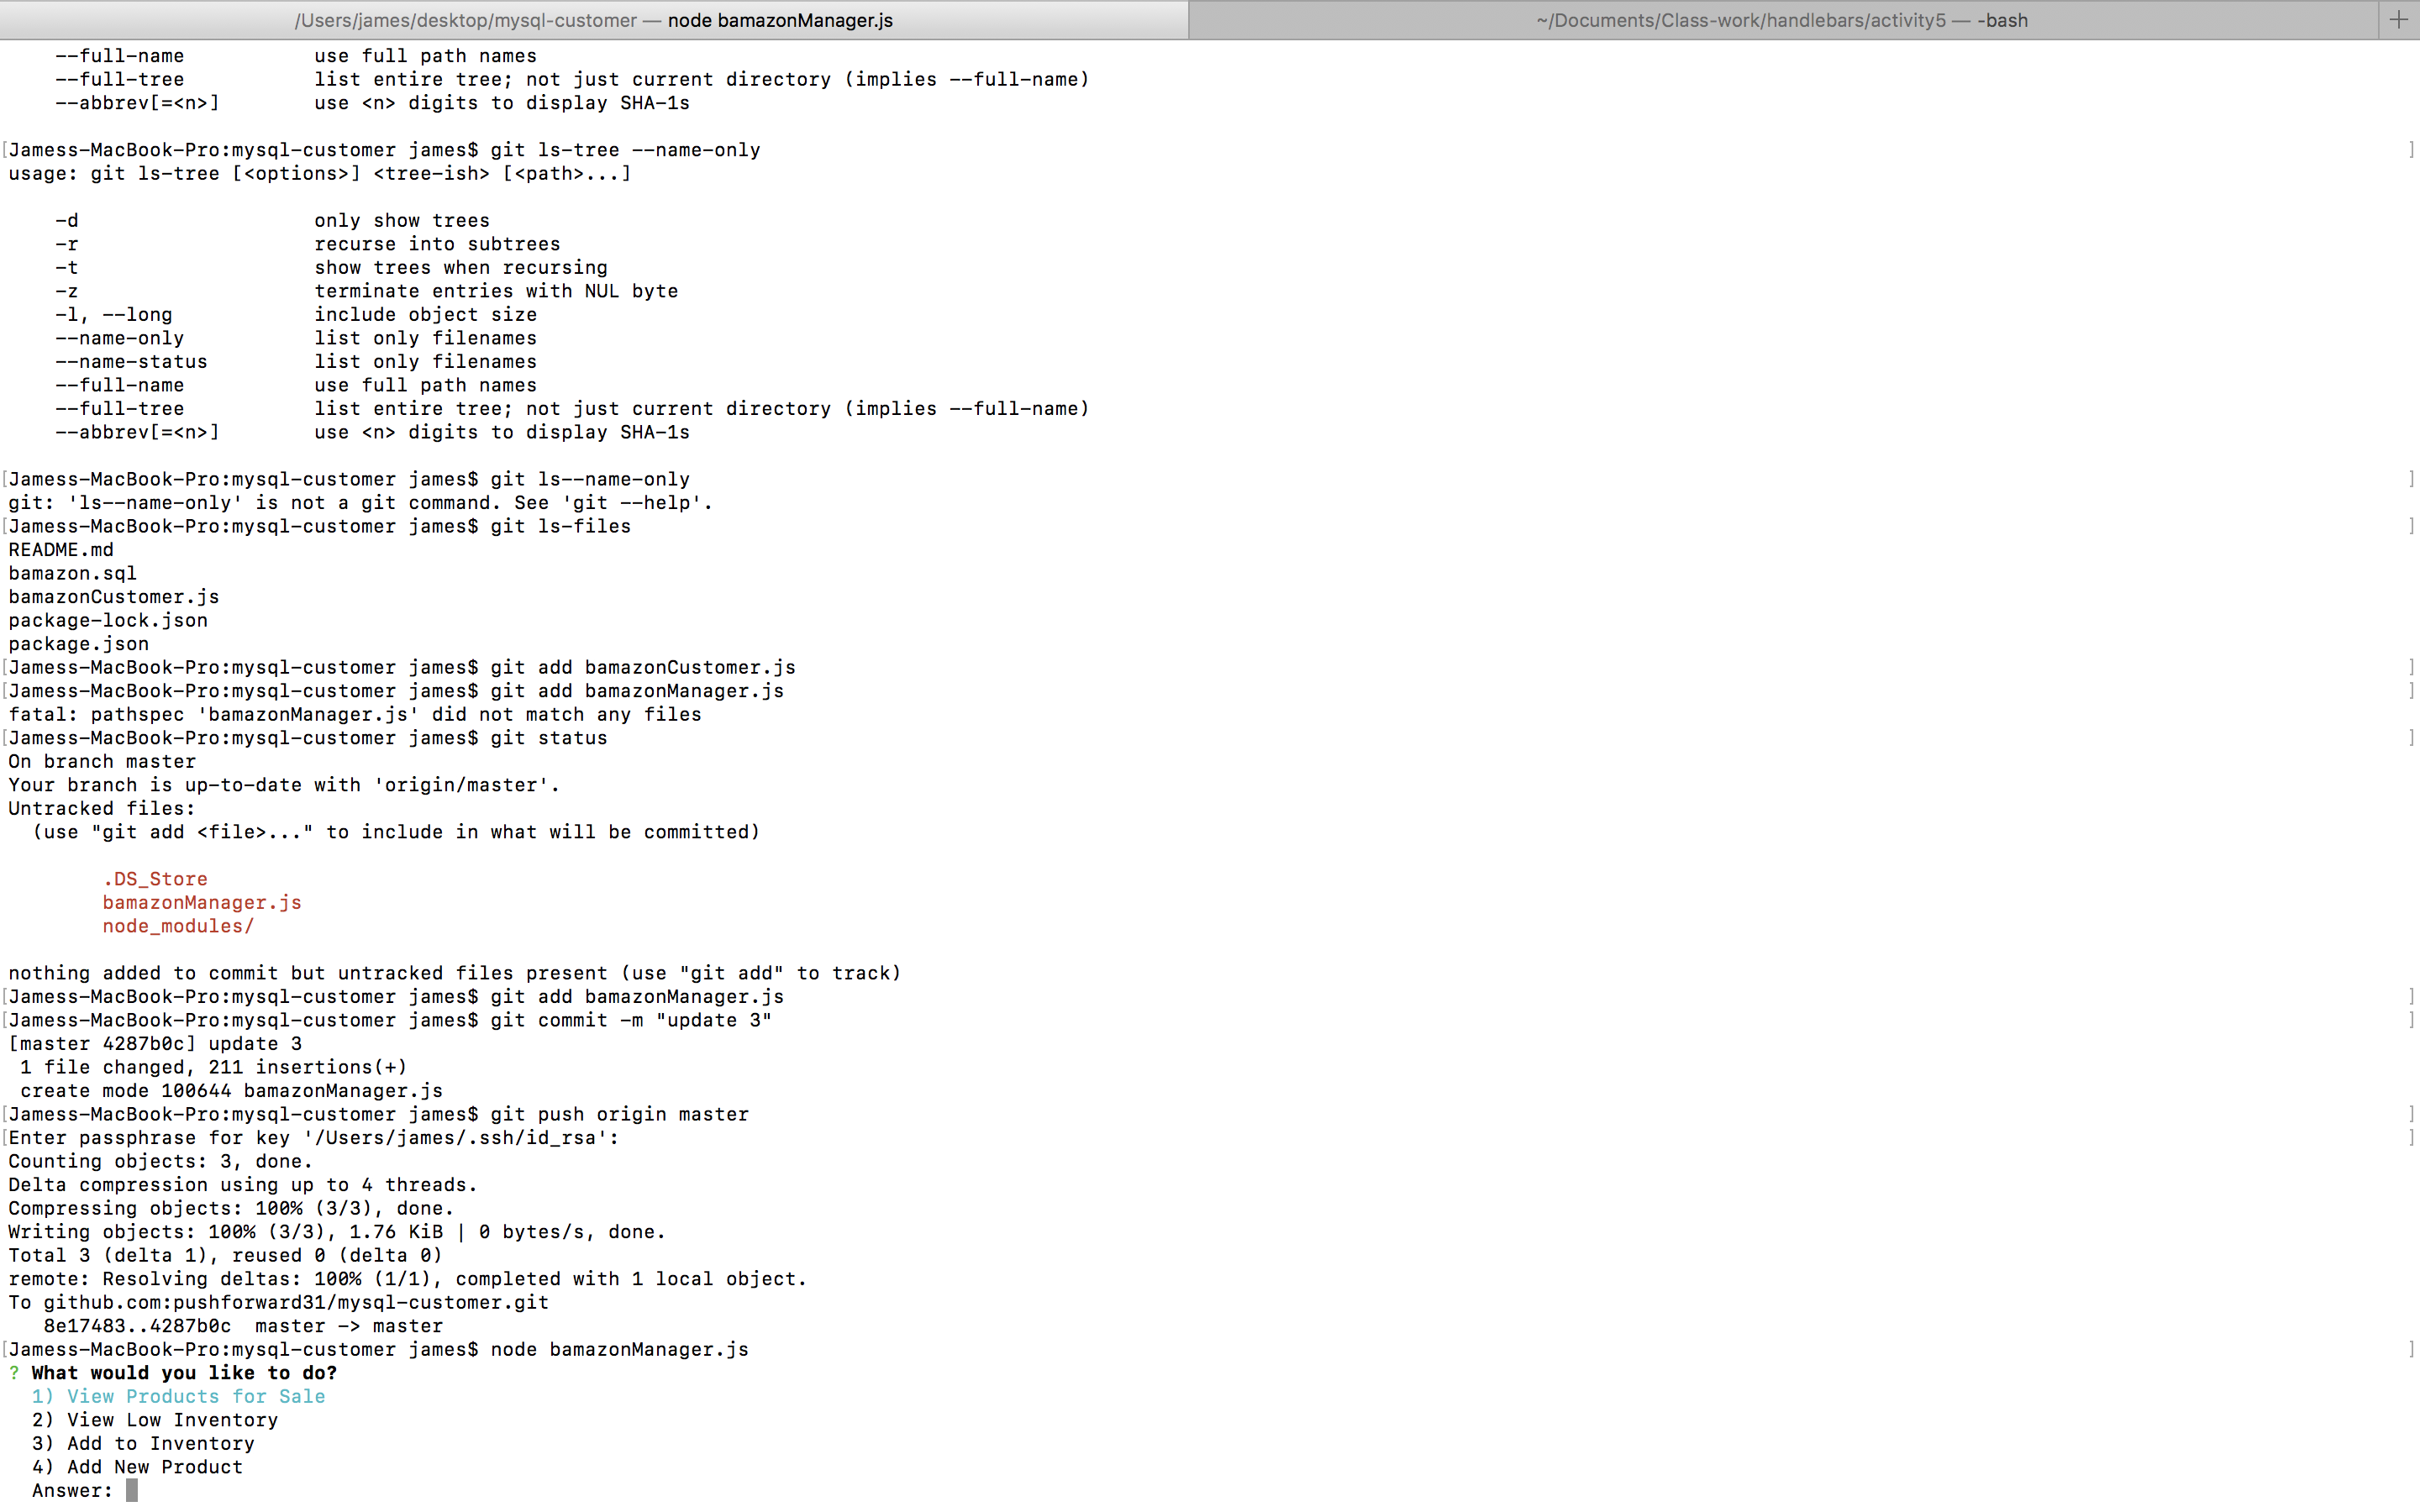 /Users/james/desktop/mysql-customer — node bamazonManager.js
~/Documents/Class-work/handlebars/activity5 — -bash
+
    --full-name           use full path names
    --full-tree           list entire tree; not just current directory (implies --full-name)
    --abbrev[=<n>]        use <n> digits to display SHA-1s
[Jamess-MacBook-Pro:mysql-customer james$ git ls-tree --name-only ]
usage: git ls-tree [<options>] <tree-ish> [<path>...]
    -d                    only show trees
    -r                    recurse into subtrees
    -t                    show trees when recursing
    -z                    terminate entries with NUL byte
    -l, --long            include object size
    --name-only           list only filenames
    --name-status         list only filenames
    --full-name           use full path names
    --full-tree           list entire tree; not just current directory (implies --full-name)
    --abbrev[=<n>]        use <n> digits to display SHA-1s
[Jamess-MacBook-Pro:mysql-customer james$ git ls--name-only ]
git: 'ls--name-only' is not a git command. See 'git --help'.
[Jamess-MacBook-Pro:mysql-customer james$ git ls-files ]
README.md
bamazon.sql
bamazonCustomer.js
package-lock.json
package.json
[Jamess-MacBook-Pro:mysql-customer james$ git add bamazonCustomer.js ]
[Jamess-MacBook-Pro:mysql-customer james$ git add bamazonManager.js ]
fatal: pathspec 'bamazonManager.js' did not match any files
[Jamess-MacBook-Pro:mysql-customer james$ git status ]
On branch master
Your branch is up-to-date with 'origin/master'.
Untracked files:
  (use "git add <file>..." to include in what will be committed)
        .DS_Store
        bamazonManager.js
        node_modules/
nothing added to commit but untracked files present (use "git add" to track)
[Jamess-MacBook-Pro:mysql-customer james$ git add bamazonManager.js ]
[Jamess-MacBook-Pro:mysql-customer james$ git commit -m "update 3" ]
[master 4287b0c] update 3
 1 file changed, 211 insertions(+)
 create mode 100644 bamazonManager.js
[Jamess-MacBook-Pro:mysql-customer james$ git push origin master ]
[Enter passphrase for key '/Users/james/.ssh/id_rsa': ]
Counting objects: 3, done.
Delta compression using up to 4 threads.
Compressing objects: 100% (3/3), done.
Writing objects: 100% (3/3), 1.76 KiB | 0 bytes/s, done.
Total 3 (delta 1), reused 0 (delta 0)
remote: Resolving deltas: 100% (1/1), completed with 1 local object.
To github.com:pushforward31/mysql-customer.git
   8e17483..4287b0c  master -> master
[Jamess-MacBook-Pro:mysql-customer james$ node bamazonManager.js ]
? What would you like to do?
  1) View Products for Sale
  2) View Low Inventory
  3) Add to Inventory
  4) Add New Product
  Answer: